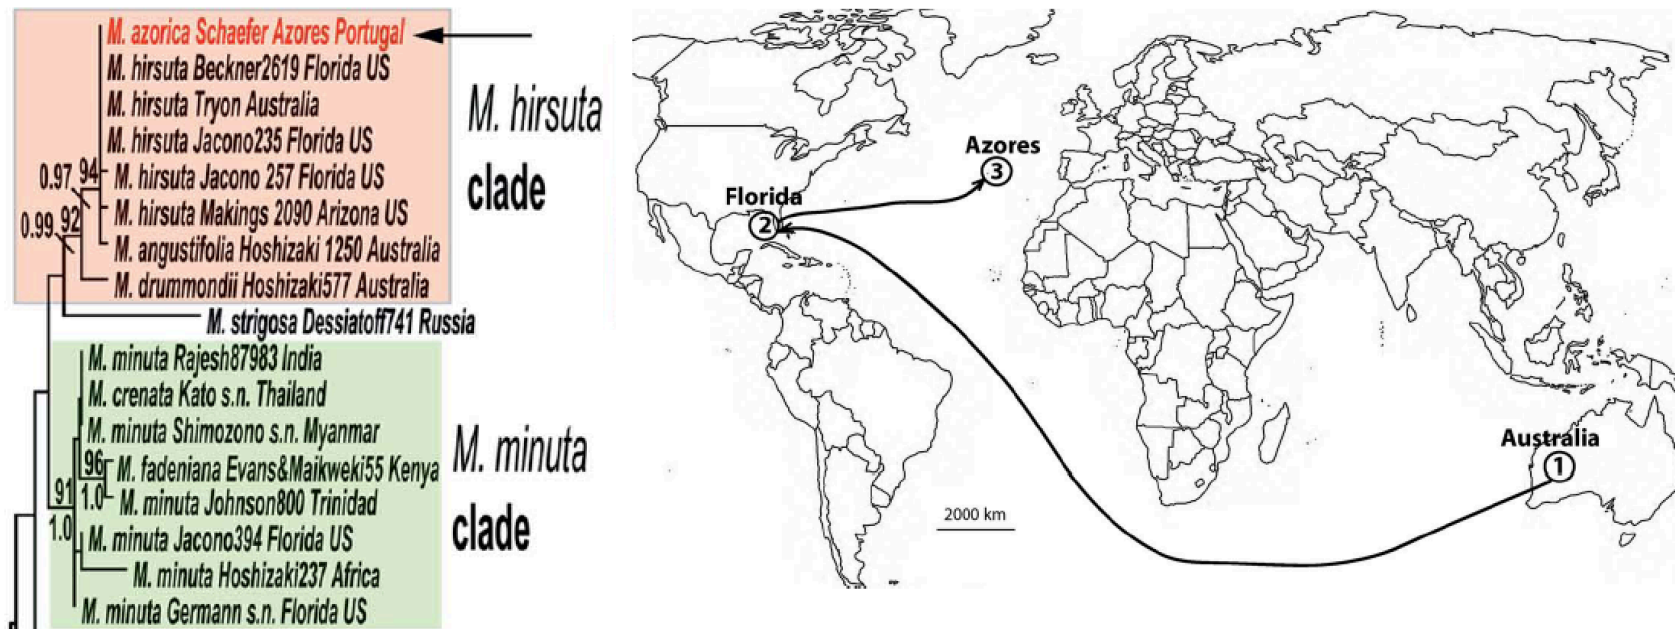 M. azorica Schaefer Azores Portugal
M. hirsuta Beckner2619 Florida US
M. hirsuta Tryon Australia
M. hirsuta Jacono235 Florida US
M. hirsuta Jacono 257 Florida US
M. hirsuta Makings 2090 Arizona US
M. angustifolia Hoshizaki 1250 Australia
M. drummondii Hoshizaki577 Australia
0.97
94
0.99
92
M. hirsuta
clade
M. strigosa Dessiatoff741 Russia
M. minuta Rajesh87983 India
M. crenata Kato s.n. Thailand
M. minuta Shimozono s.n. Myanmar
M. fadeniana Evans&Maikweki55 Kenya
M. minuta Johnson800 Trinidad
M. minuta Jacono394 Florida US
M. minuta Hoshizaki237 Africa
M. minuta Germann s.n. Florida US
96
1.0
91
1.0
M. minuta
clade
Azores
3
Florida
2
Australia
1
2000 km